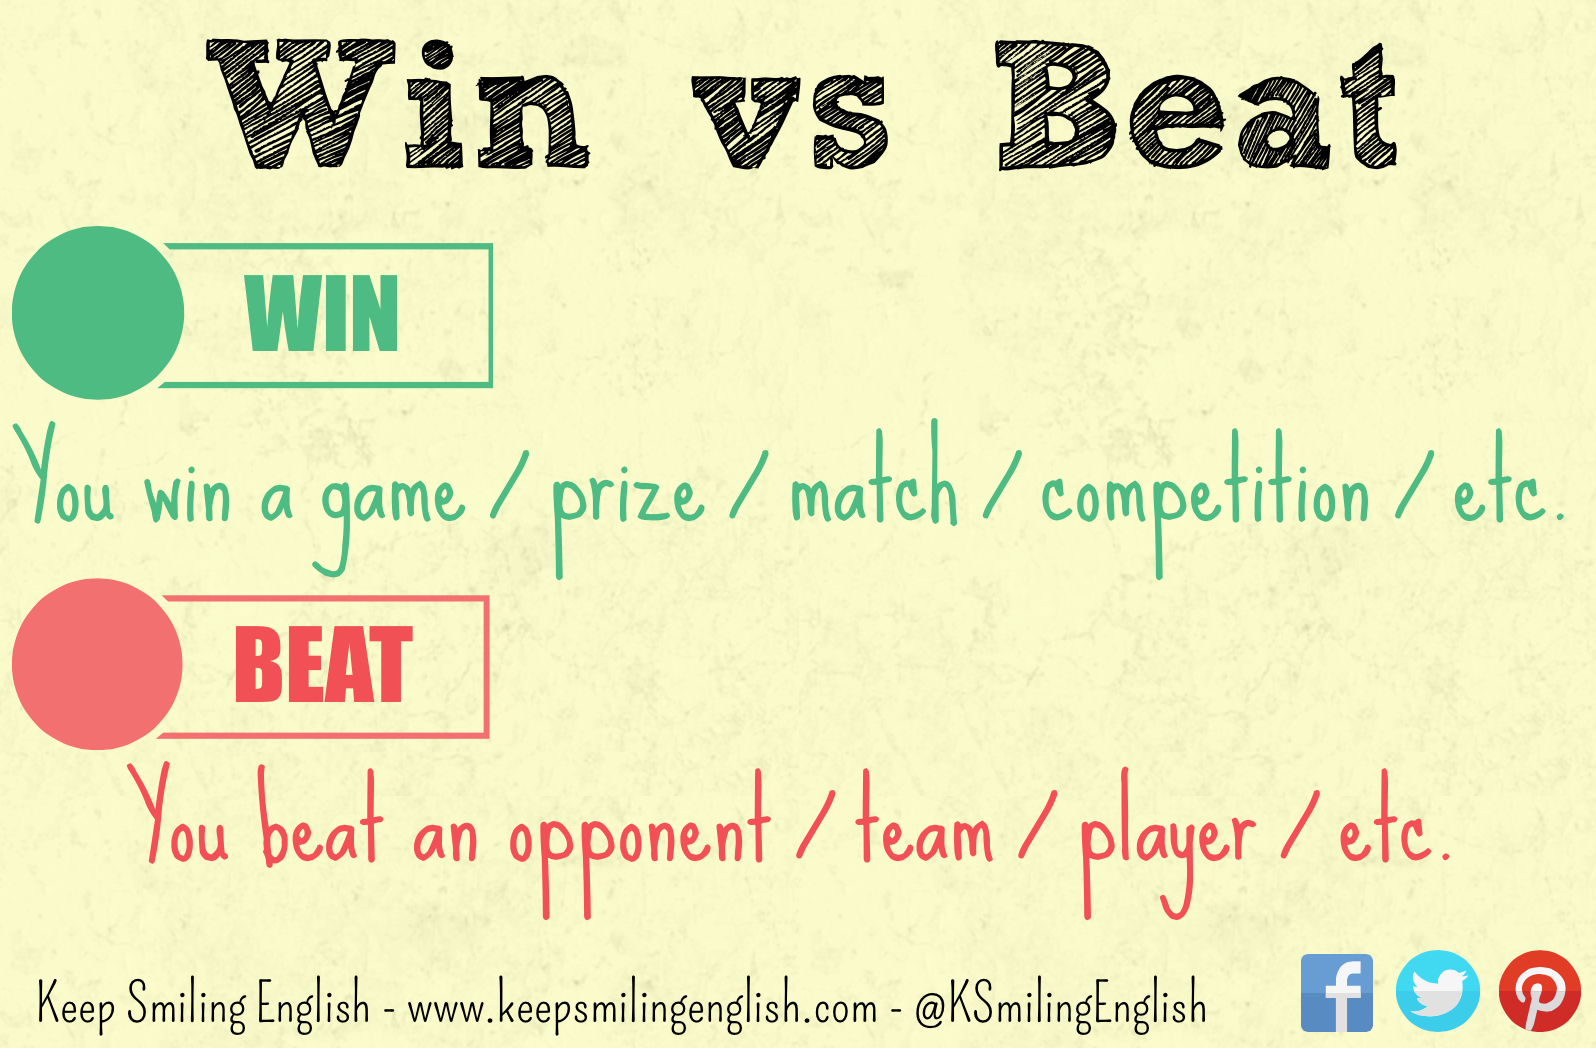 Win vs Beat
WIN
You win a game / prize / match / competition / etc.
BEAT
You beat an opponent / team / player / etc.
Keep Smiling English - www.keepsmilingenglish.com - @KSmilingEnglish